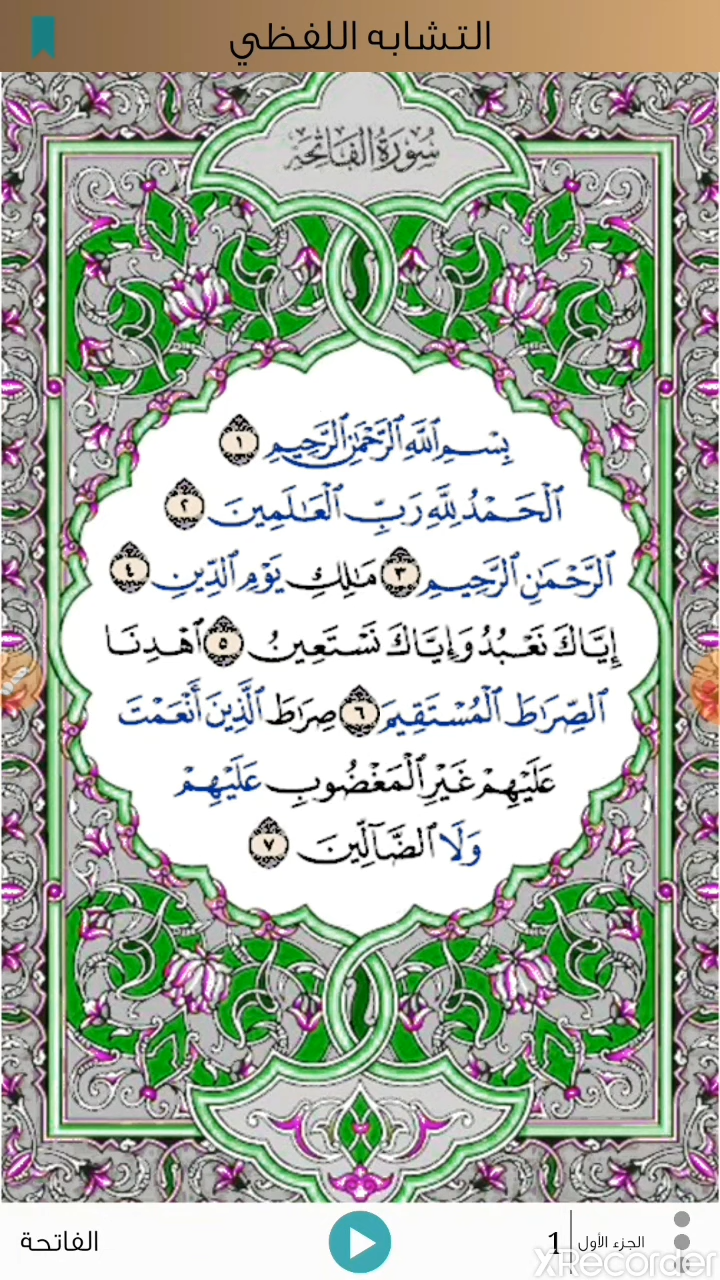 التشابه اللفظي
سُورَةُ الْفَاتِحَةِ
بِسْمِ ٱللَّهِ ٱلرَّحْمَٰنِ ٱلرَّحِيمِ ١
ٱلْحَمْدُ لِلَّهِ رَبِّ ٱلْعَٰلَمِينَ ٢
ٱلرَّحْمَٰنِ ٱلرَّحِيمِ ٣ مَٰلِكِ يَوْمِ ٱلدِّينِ ٤
إِيَّاكَ نَعْبُدُ وَإِيَّاكَ نَسْتَعِينُ ٥ ٱهْدِنَا
ٱلصِّرَٰطَ ٱلْمُسْتَقِيمَ ٦ صِرَٰطَ ٱلَّذِينَ أَنْعَمْتَ
عَلَيْهِمْ غَيْرِ ٱلْمَغْضُوبِ عَلَيْهِمْ
وَلَا ٱلضَّآلِّينَ ٧
الجزء الأول 1 الفاتحة
XRecorder